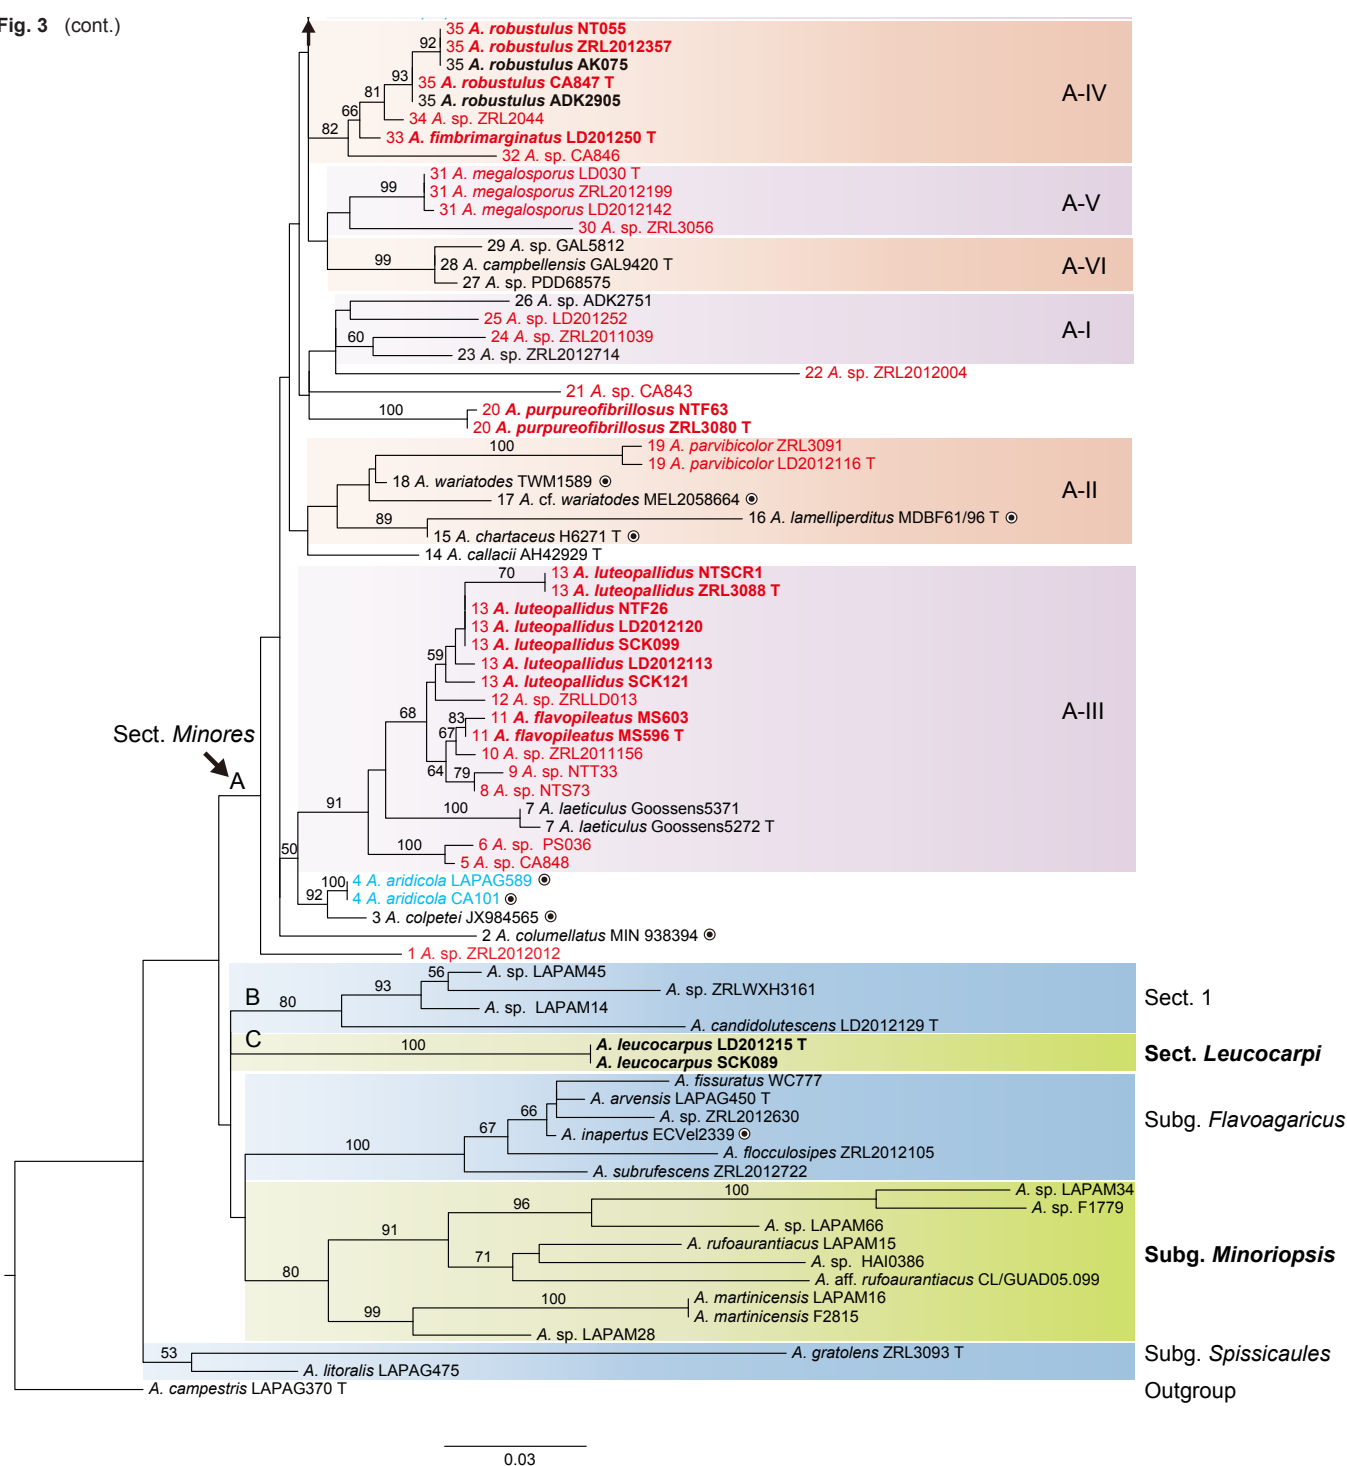 Fig. 3 (cont.)
92
35 A. robustulus NT055
35 A. robustulus ZRL2012357
35 A. robustulus AK075
93
35 A. robustulus CA847 T
81
35 A. robustulus ADK2905
66
34 A. sp. ZRL2044
82
33 A. fimbrimarginatus LD201250 T
32 A. sp. CA846
A-IV
31 A. megalosporus LD030 T
99
31 A. megalosporus ZRL2012199
31 A. megalosporus LD2012142
30 A. sp. ZRL3056
A-V
29 A. sp. GAL5812
99
28 A. campbellensis GAL9420 T
27 A. sp. PDD68575
A-VI
26 A. sp. ADK2751
25 A. sp. LD201252
60
24 A. sp. ZRL2011039
23 A. sp. ZRL2012714
A-I
22 A. sp. ZRL2012004
21 A. sp. CA843
100
20 A. purpureofibrillosus NTF63
20 A. purpureofibrillosus ZRL3080 T
100
19 A. parvibicolor ZRL3091
19 A. parvibicolor LD2012116 T
18 A. wariatodes TWM1589
17 A. cf. wariatodes MEL2058664
A-II
89
16 A. lamelliperditus MDBF61/96 T
15 A. chartaceus H6271 T
14 A. callacii AH42929 T
70
13 A. luteopallidus NTSCR1
13 A. luteopallidus ZRL3088 T
13 A. luteopallidus NTF26
13 A. luteopallidus LD2012120
13 A. luteopallidus SCK099
59
13 A. luteopallidus LD2012113
13 A. luteopallidus SCK121
12 A. sp. ZRLLD013
68
83
11 A. flavopileatus MS603
67
11 A. flavopileatus MS596 T
10 A. sp. ZRL2011156
64
79
9 A. sp. NTT33
8 A. sp. NTS73
A-III
Sect. Minores
A
91
100
7 A. laeticulus Goossens5371
7 A. laeticulus Goossens5272 T
100
6 A. sp. PS036
5 A. sp. CA848
50
100
4 A. aridicola LAPAG589
92
4 A. aridicola CA101
3 A. colpetei JX984565
2 A. columellatus MIN 938394
1 A. sp. ZRL2012012
56
A. sp. LAPAM45
93
A. sp. ZRLWXH3161
B
80
A. sp. LAPAM14
A. candidolutescens LD2012129 T
Sect. 1
C
100
A. leucocarpus LD201215 T
A. leucocarpus SCK089
Sect. Leucocarpi
A. fissuratus WC777
A. arvensis LAPAG450 T
66
A. sp. ZRL2012630
67
A. inapertus ECVel2339
100
A. flocculosipes ZRL2012105
A. subrufescens ZRL2012722
Subg. Flavoagaricus
100
A. sp. LAPAM34
A. sp. F1779
96
A. sp. LAPAM66
91
A. rufoaurantiacus LAPAM15
71
A. sp. HAI0386
80
A. aff. rufoaurantiacus CL/GUAD05.099
100
A. martinicensis LAPAM16
99
A. martinicensis F2815
A. sp. LAPAM28
Subg. Minoriopsis
53
A. gratolens ZRL3093 T
A. litoralis LAPAG475
Subg. Spissicaules
A. campestris LAPAG370 T
Outgroup
0.03